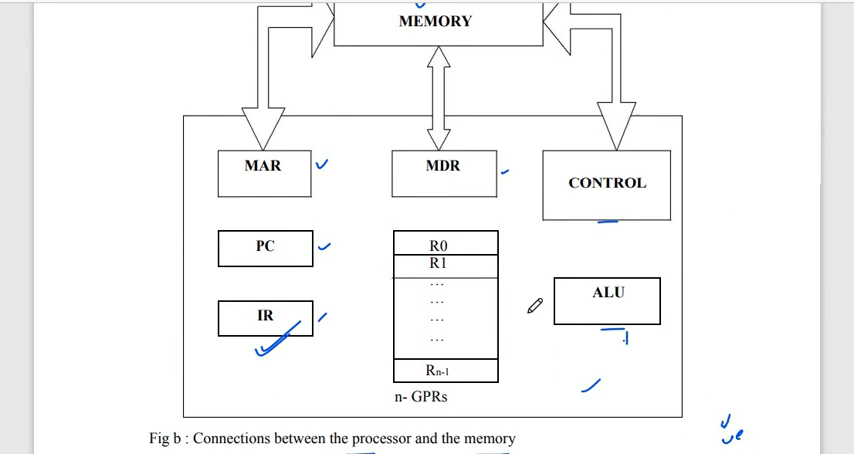 MEMORY
MAR
MDR
CONTROL
PC
R0
R1
...
ALU
...
IR
...
...
Rn-1
n- GPRs
Fig b : Connections between the processor and the memory